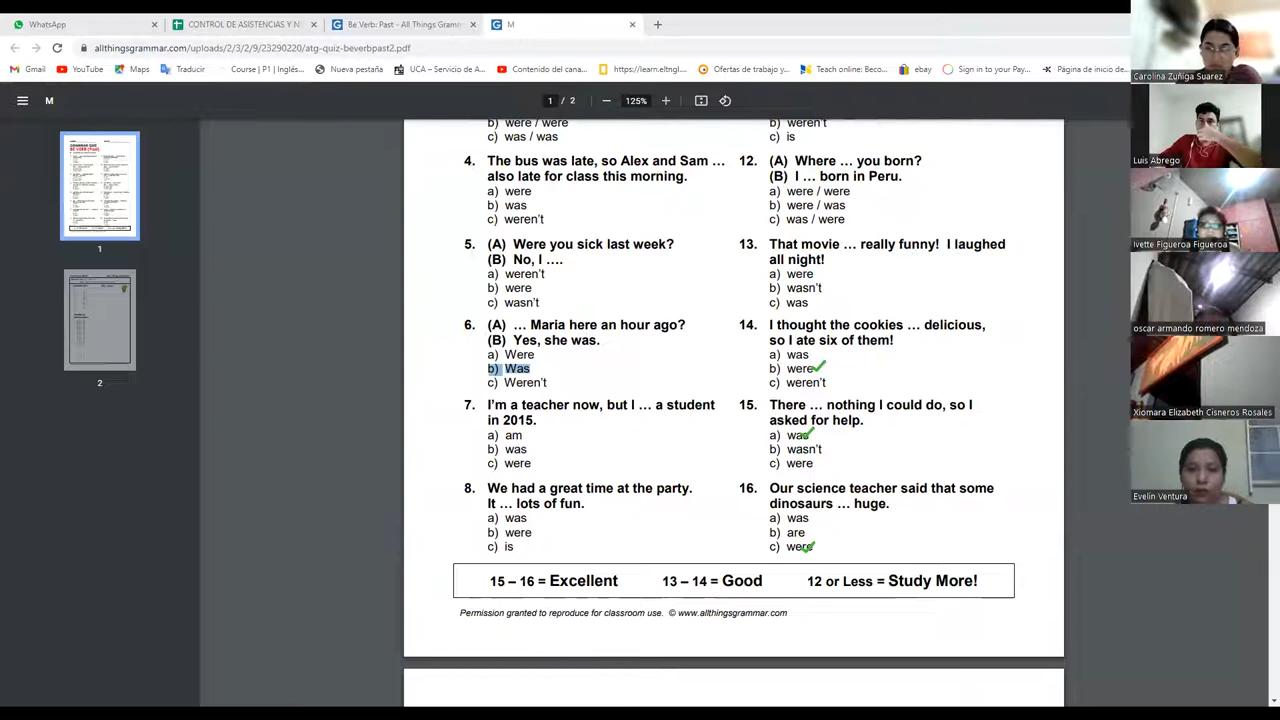 WhatsApp
CONTROL DE ASISTENCIAS Y N
Be Verb: Past - All Things Gramm
M
allthingsgrammar.com/uploads/2/3/2/9/23290220/atg-quiz-beverbpast2.pdf
Gmail
YouTube
Maps
Traducir
Course | P1 | Inglés...
Nueva pestaña
UCA – Servicio de A...
Contenido del cana...
https://learn.eltngl....
Ofertas de trabajo y...
Teach online: Beco...
ebay
Sign in to your Pay...
Página de inicio de
M
1 / 2
125%
1
2
b) were / were
c) was / was
4. The bus was late, so Alex and Sam …
also late for class this morning.
a) were
b) was
c) weren't
5. (A) Were you sick last week?
(B) No, I ….
a) weren't
b) were
c) wasn't
6. (A) … Maria here an hour ago?
(B) Yes, she was.
a) Were
b) Was
c) Weren't
7. I'm a teacher now, but I … a student
in 2015.
a) am
b) was
c) were
8. We had a great time at the party.
It … lots of fun.
a) was
b) were
c) is
b) weren't
c) is
12. (A) Where … you born?
(B) I … born in Peru.
a) were / were
b) were / was
c) was / were
13. That movie … really funny! I laughed
all night!
a) were
b) wasn't
c) was
14. I thought the cookies … delicious,
so I ate six of them!
a) was
b) were
c) weren't
15. There … nothing I could do, so I
asked for help.
a) was
b) wasn't
c) were
16. Our science teacher said that some
dinosaurs … huge.
a) was
b) are
c) were
15 – 16 = Excellent
13 – 14 = Good
12 or Less = Study More!
Permission granted to reproduce for classroom use. © www.allthingsgrammar.com
Carolina Zuñiga Suarez
Luis Abrego
Ivette Figueroa Figueroa
oscar armando romero mendoza
Xiomara Elizabeth Cisneros Rosales
Evelin Ventura